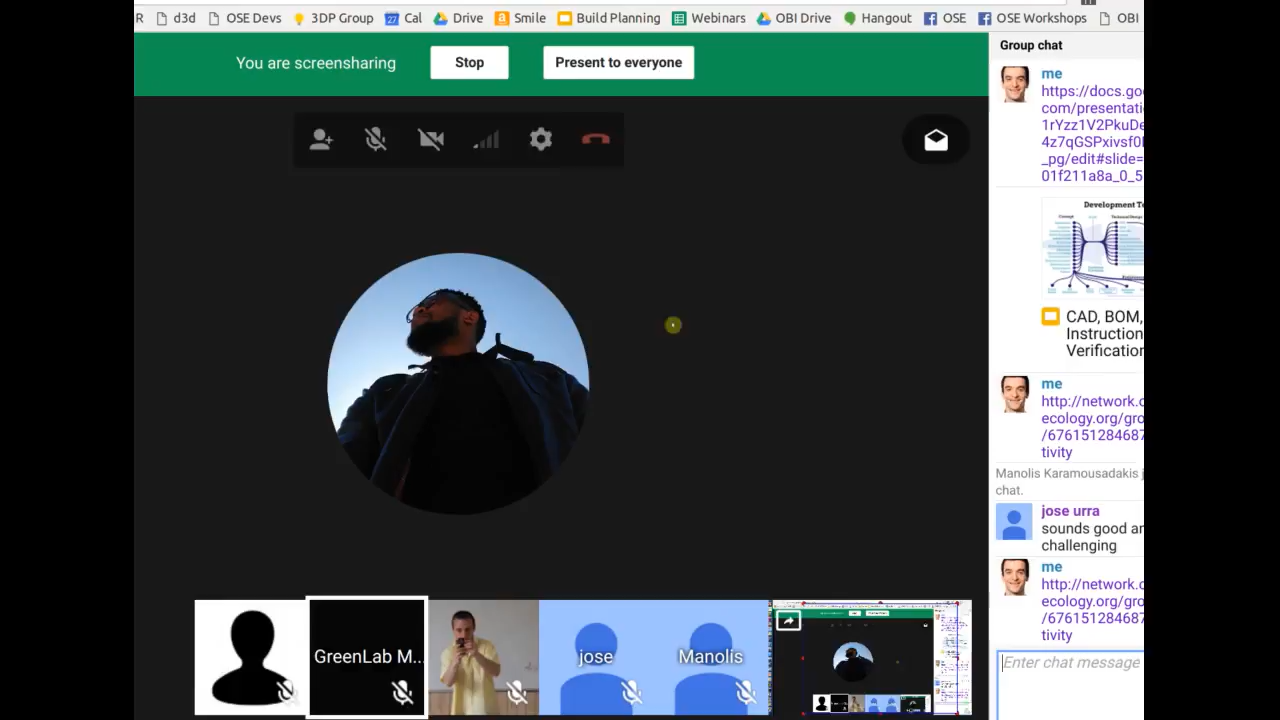 R d3d OSE Devs 3DP Group 27 Cal Drive a Smile Build Planning Webinars OBI Drive Hangout OSE OSE Workshops OBI
You are screensharing Stop Present to everyone
Group chat
me
https://docs.goo
com/presentati
1rYzz1V2PkuDe
4z7qGSPxivsf0
_pg/edit#slide=
01f211a8a_0_5
Development Te
Concept
Technical Design
CAD, BOM,
Instruction
Verification
me
http://network.o
ecology.org/gro
/676151284687
tivity
Manolis Karamousadakis j
chat.
jose urra
sounds good an
challenging
me
http://network.o
ecology.org/gro
/676151284687
tivity
Enter chat message
GreenLab M...
jose
Manolis